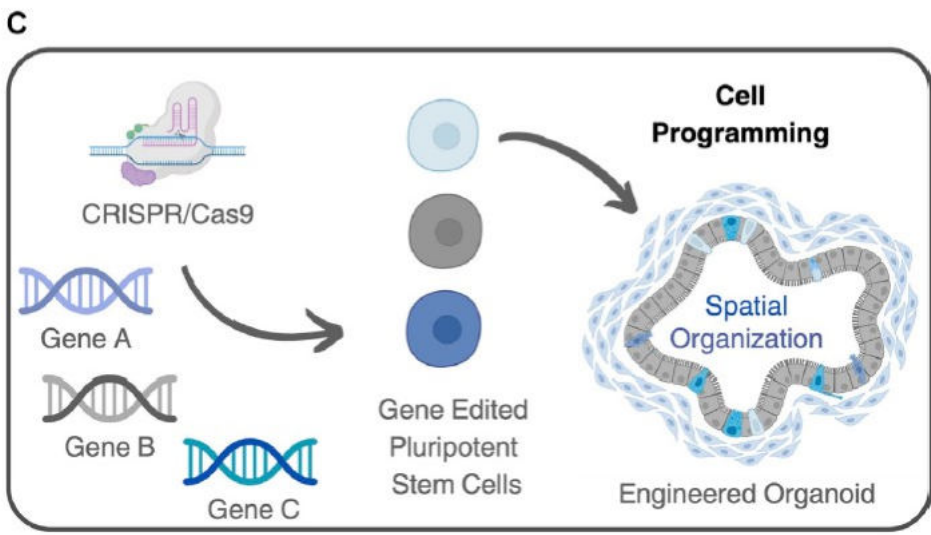 C
Cell
Programming
CRISPR/Cas9
Gene A
Gene B
Gene C
Gene Edited
Pluripotent
Stem Cells
Spatial
Organization
Engineered Organoid